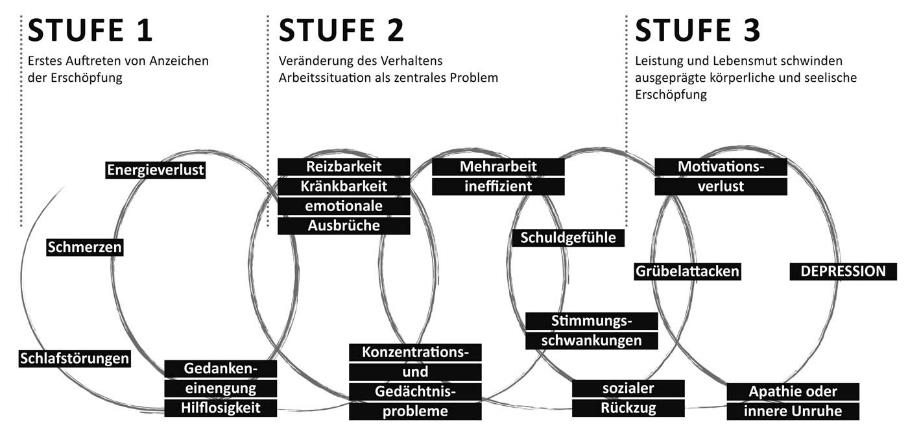 STUFE 1
Erstes Auftreten von Anzeichen
der Erschöpfung
STUFE 2
Veränderung des Verhaltens
Arbeitssituation als zentrales Problem
STUFE 3
Leistung und Lebensmut schwinden
ausgeprägte körperliche und seelische
Erschöpfung
Energieverlust
Schmerzen
Schlafstörungen
Gedanken-
einengung
Hilflosigkeit
Reizbarkeit
Kränkbarkeit
emotionale
Ausbrüche
Konzentrations-
und
Gedächtnis-
probleme
Mehrarbeit
ineffizient
Schuldgefühle
Stimmungs-
schwankungen
sozialer
Rückzug
Motivations-
verlust
Grübelattacken
DEPRESSION
Apathie oder
innere Unruhe